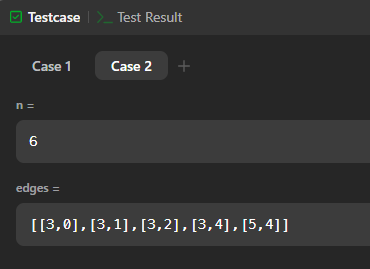 Testcase | >_ Test Result
Case 1 Case 2 +
n =
6
edges =
[[3,0],[3,1],[3,2],[3,4],[5,4]]